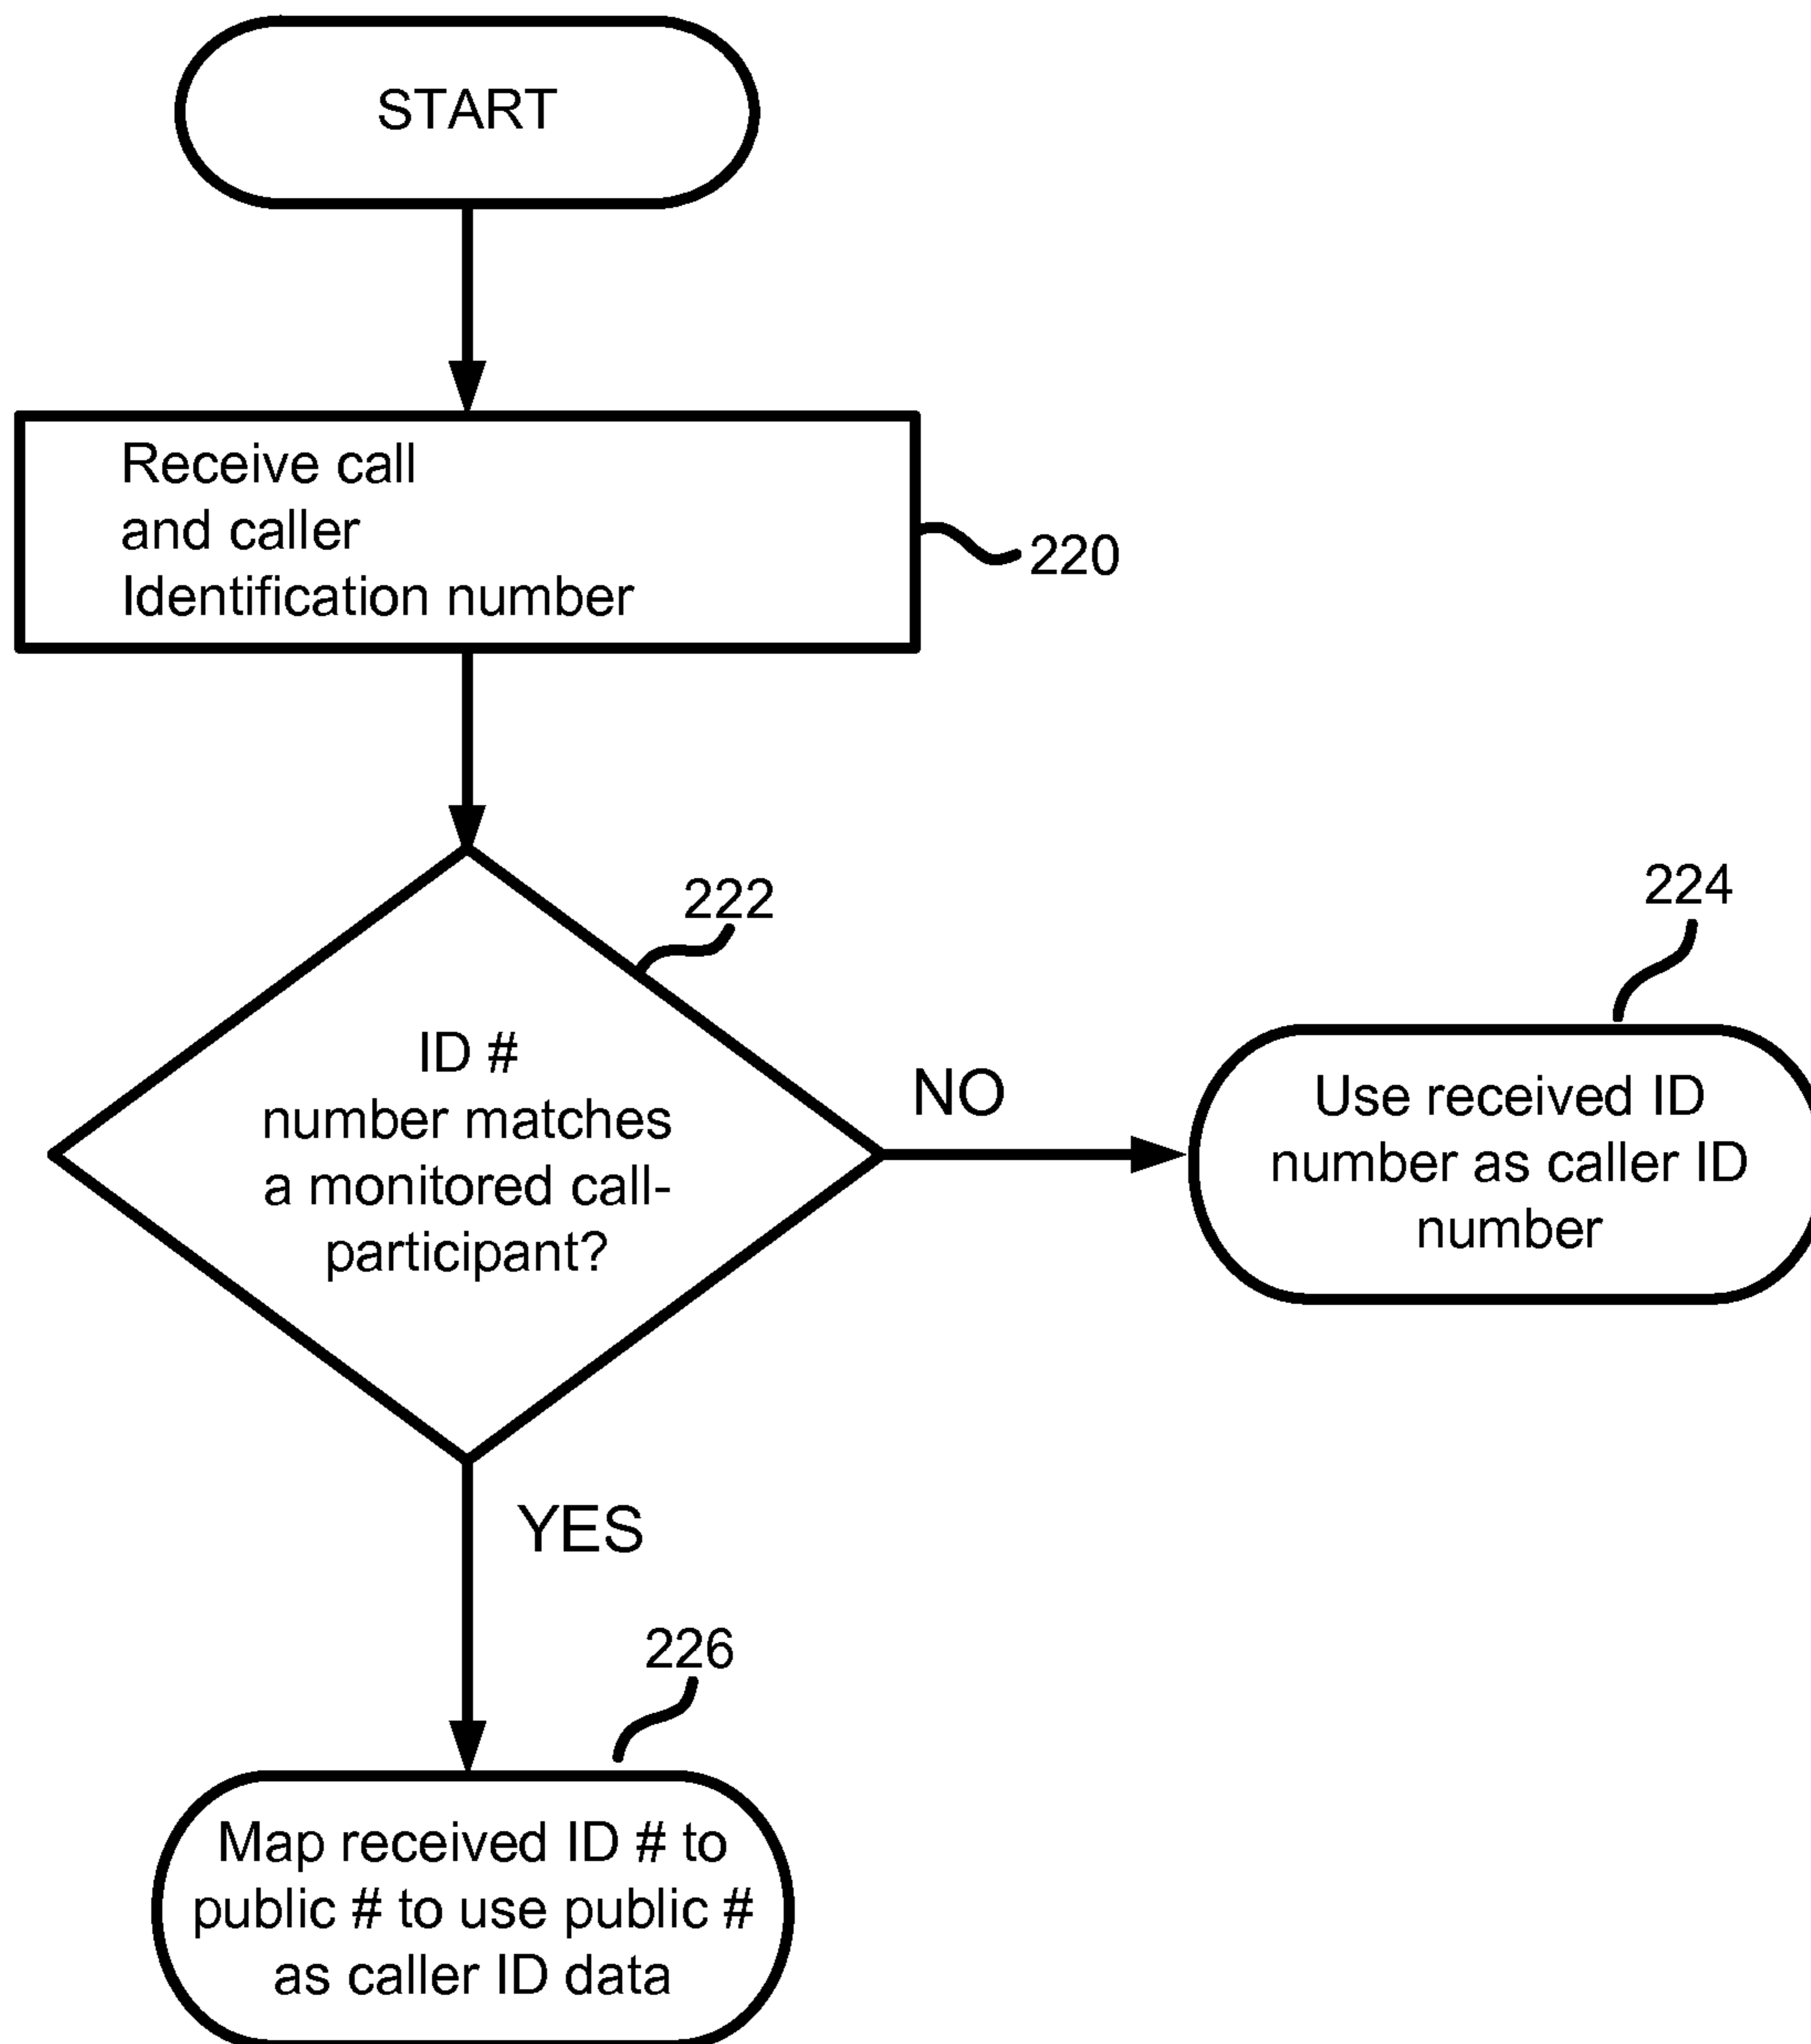 START
Receive call
and caller
Identification number
220
222
ID #
number matches
a monitored call-
participant?
NO
224
Use received ID
number as caller ID
number
YES
226
Map received ID # to
public # to use public #
as caller ID data